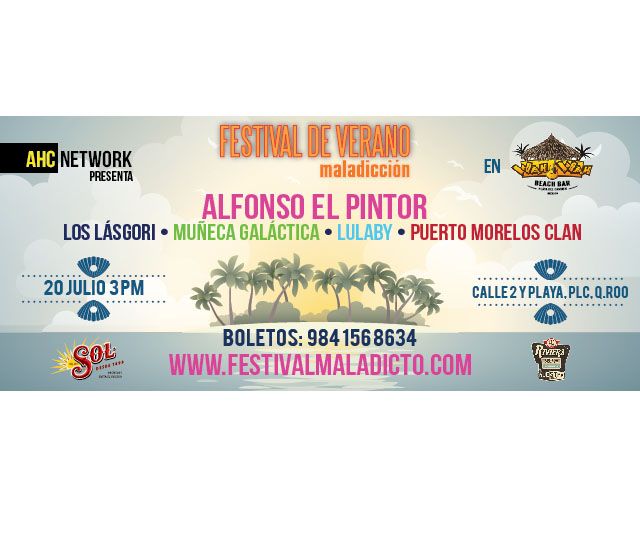 FESTIVAL DE VERANO
maladicción
AHC NETWORK
PRESENTA
EN
BEACH BAR
ALFONSO EL PINTOR
LOS LÁSGORI • MUÑECA GALÁCTICA • LULABY • PUERTO MORELOS CLAN
20 JULIO 3PM
CALLE 2 Y PLAYA, PLC, Q.ROO
BOLETOS: 984 156 8634
WWW.FESTIVALMALADICTO.COM
SOL
RIVIERA